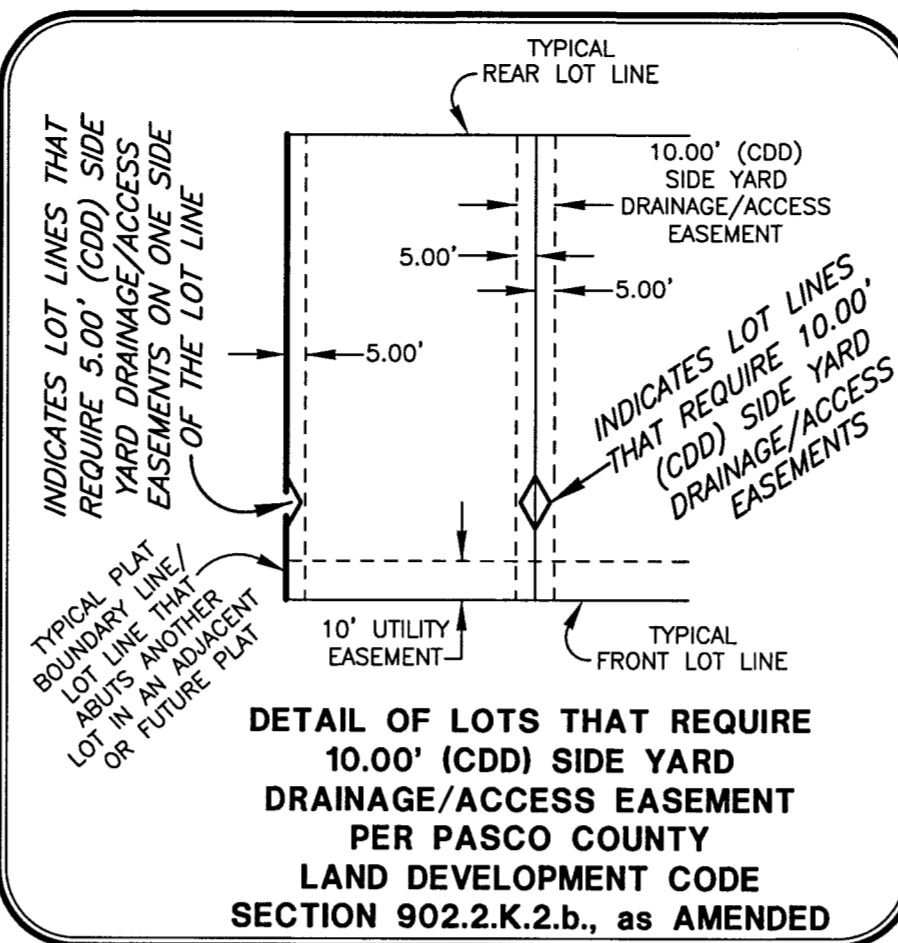 TYPICAL
REAR LOT LINE
INDICATES LOT LINES THAT
REQUIRE 5.00' (CDD) SIDE
YARD DRAINAGE/ACCESS
EASEMENTS ON ONE SIDE
OF THE LOT LINE
10.00' (CDD)
SIDE YARD
DRAINAGE/ACCESS
EASEMENT
5.00'
5.00'
5.00'
INDICATES LOT LINES
THAT REQUIRE 10.00'
(CDD) SIDE YARD
DRAINAGE/ACCESS
EASEMENTS
TYPICAL PLAT
BOUNDARY LINE/
LOT LINE THAT
ABUTS ANOTHER
LOT IN AN ADJACENT
OR FUTURE PLAT
10' UTILITY
EASEMENT
TYPICAL
FRONT LOT LINE
DETAIL OF LOTS THAT REQUIRE
10.00' (CDD) SIDE YARD
DRAINAGE/ACCESS EASEMENT
PER PASCO COUNTY
LAND DEVELOPMENT CODE
SECTION 902.2.K.2.b., as AMENDED